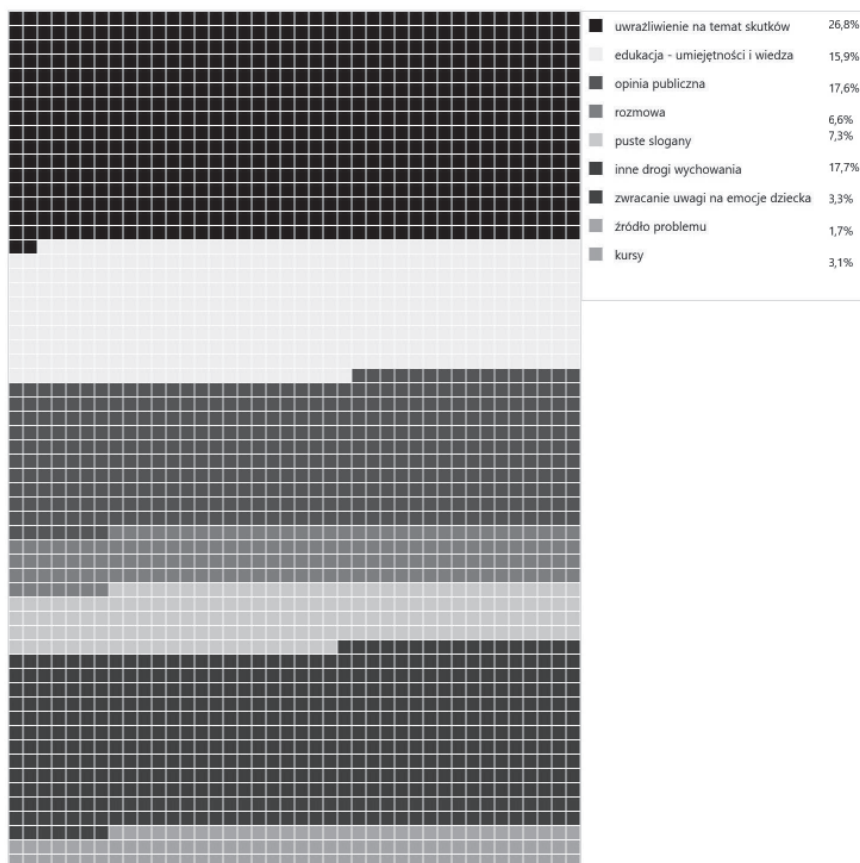 uwrażliwienie na temat skutków 26,8%
edukacja - umiejętności i wiedza 15,9%
opinia publiczna 17,6%
rozmowa 6,6%
puste slogany 7,3%
inne drogi wychowania 17,7%
zwracanie uwagi na emocje dziecka 3,3%
źródło problemu 1,7%
kursy 3,1%